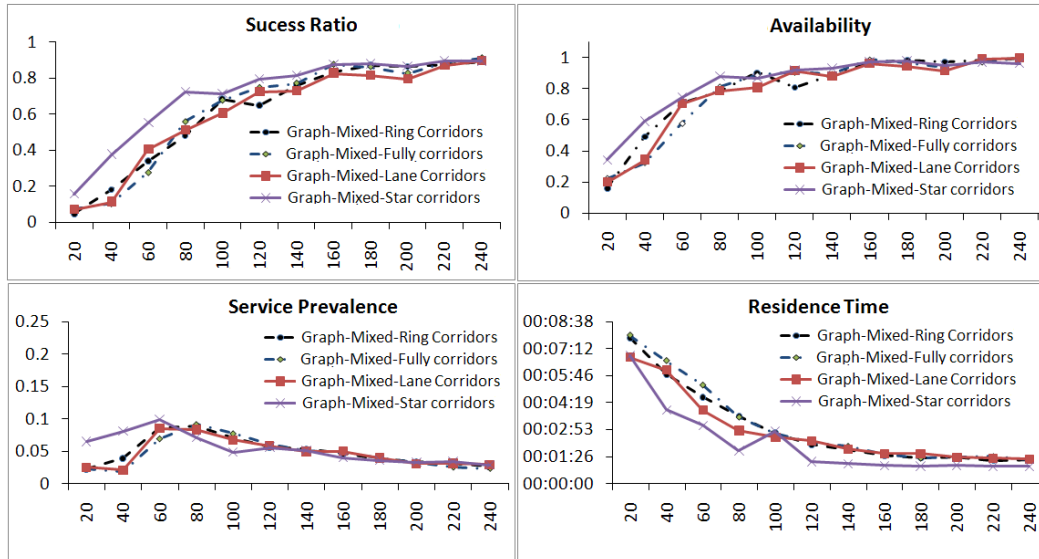 Sucess Ratio
1
0.8
0.6
0.4
0.2
0
Graph-Mixed-Ring Corridors
Graph-Mixed-Fully corridors
Graph-Mixed-Lane Corridors
Graph-Mixed-Star corridors
20 40 60 80 100 120 140 160 180 200 220 240
Availability
1
0.8
0.6
0.4
0.2
0
Graph-Mixed-Ring Corridors
Graph-Mixed-Fully corridors
Graph-Mixed-Lane Corridors
Graph-Mixed-Star corridors
20 40 60 80 100 120 140 160 180 200 220 240
Service Prevalence
0.25
0.2
0.15
0.1
0.05
0
Graph-Mixed-Ring Corridors
Graph-Mixed-Fully corridors
Graph-Mixed-Lane Corridors
Graph-Mixed-Star corridors
20 40 60 80 100 120 140 160 180 200 220 240
Residence Time
00:08:38
00:07:12
00:05:46
00:04:19
00:02:53
00:01:26
00:00:00
Graph-Mixed-Ring Corridors
Graph-Mixed-Fully corridors
Graph-Mixed-Lane Corridors
Graph-Mixed-Star corridors
20 40 60 80 100 120 140 160 180 200 220 240